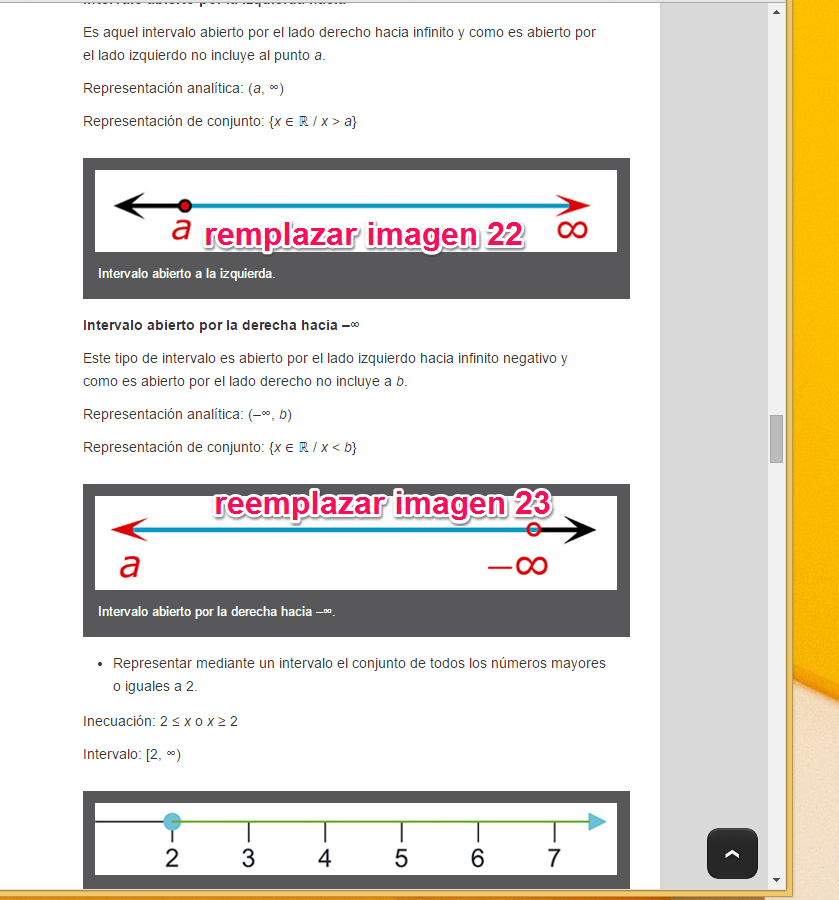 Es aquel intervalo abierto por el lado derecho hacia infinito y como es abierto por
el lado izquierdo no incluye al punto a.
Representación analítica: (a, ∞)
Representación de conjunto: {x ∈ ℝ / x > a}
a
remplazar imagen 22
∞
Intervalo abierto a la izquierda.
Intervalo abierto por la derecha hacia –∞
Este tipo de intervalo es abierto por el lado izquierdo hacia infinito negativo y
como es abierto por el lado derecho no incluye a b.
Representación analítica: (–∞, b)
Representación de conjunto: {x ∈ ℝ / x < b}
reemplazar imagen 23
a
–∞
Intervalo abierto por la derecha hacia –∞.
• Representar mediante un intervalo el conjunto de todos los números mayores
o iguales a 2.
Inecuación: 2 ≤ x o x ≥ 2
Intervalo: [2, ∞)
2 3 4 5 6 7